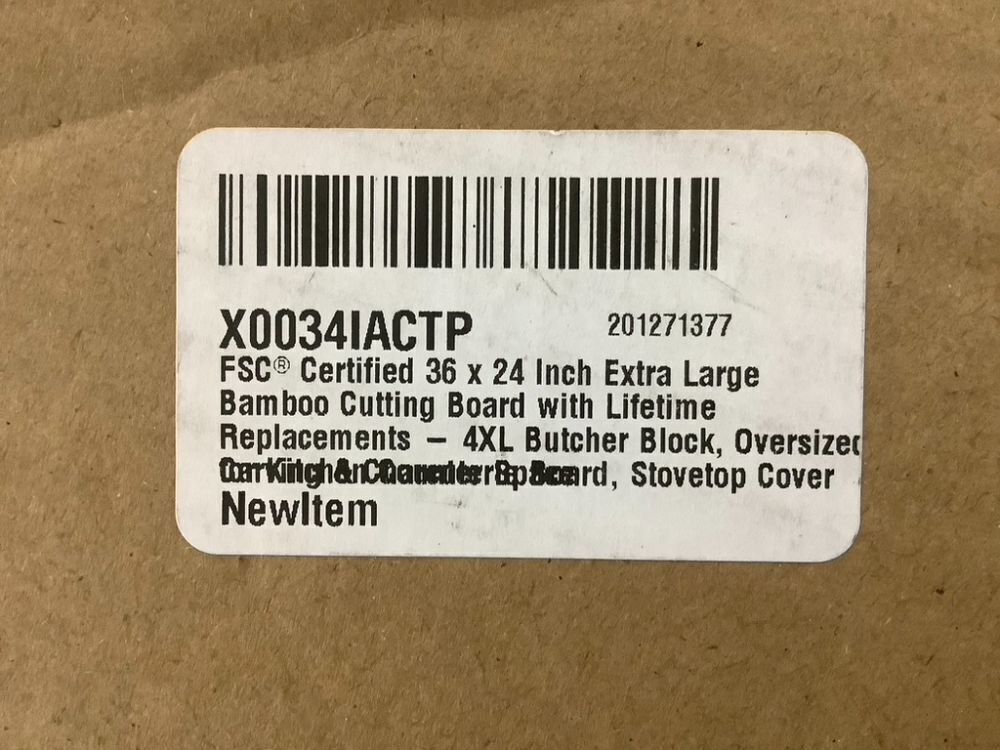 X0034IACTP
201271377
FSC® Certified 36 x 24 Inch Extra Large
Bamboo Cutting Board with Lifetime
Replacements – 4XL Butcher Block, Oversized
Board, Stovetop Cover
NewItem